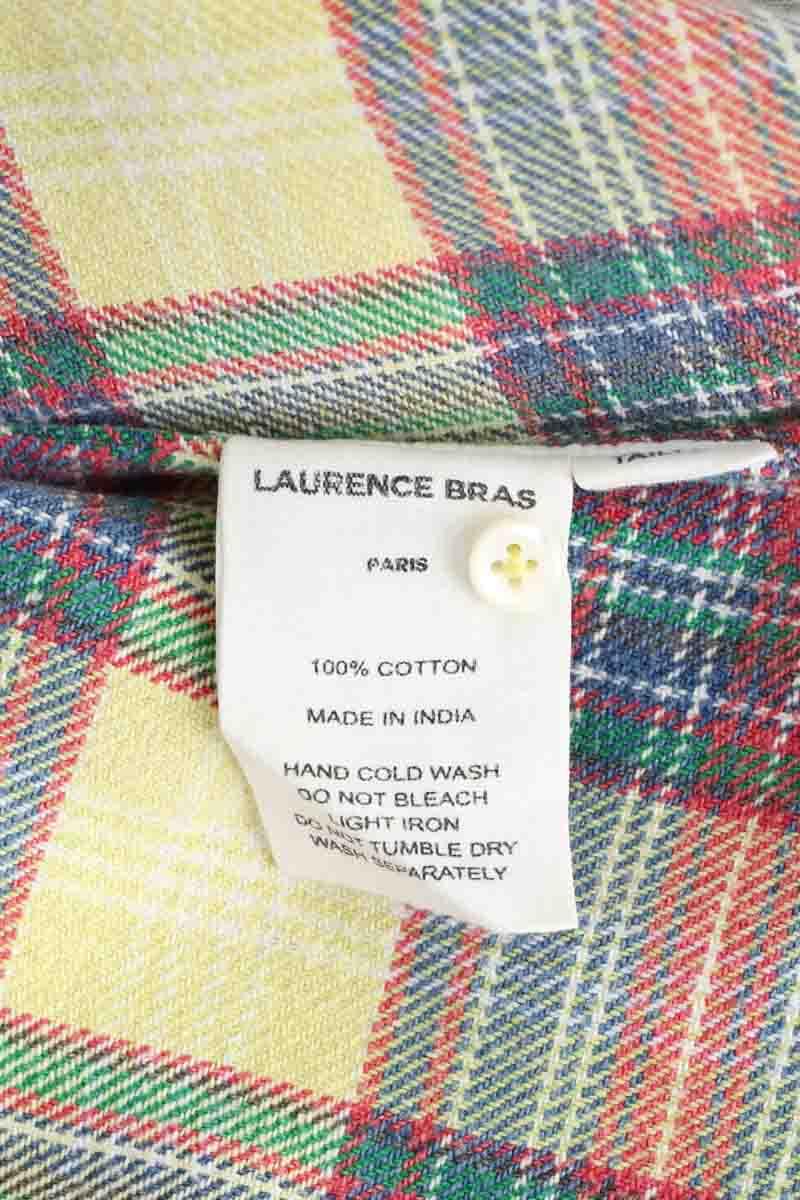 LAURENCE BRAS
PARIS
100% COTTON
MADE IN INDIA
HAND COLD WASH
DO NOT BLEACH
LIGHT IRON
DO NOT TUMBLE DRY
WASH SEPARATELY